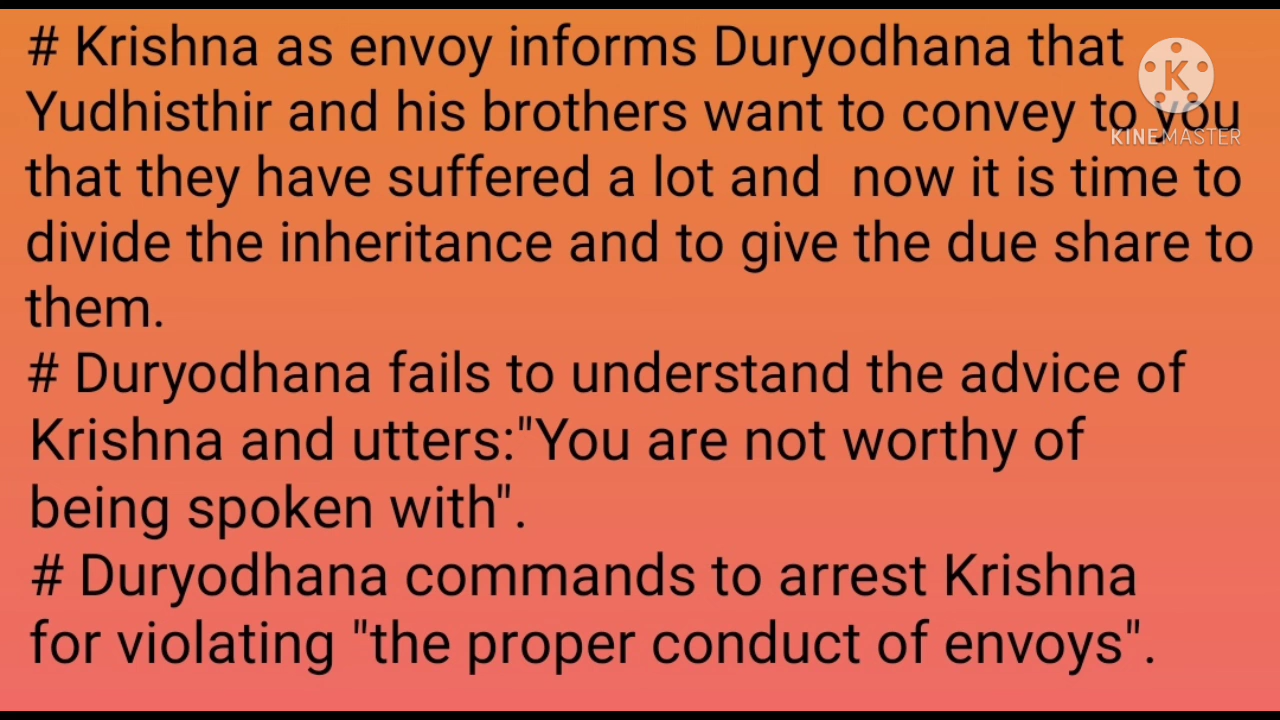 # Krishna as envoy informs Duryodhana that
Yudhisthir and his brothers want to convey to you
that they have suffered a lot and  now it is time to
divide the inheritance and to give the due share to
them.
# Duryodhana fails to understand the advice of
Krishna and utters:"You are not worthy of
being spoken with".
# Duryodhana commands to arrest Krishna
for violating "the proper conduct of envoys".
K
KINEMASTER